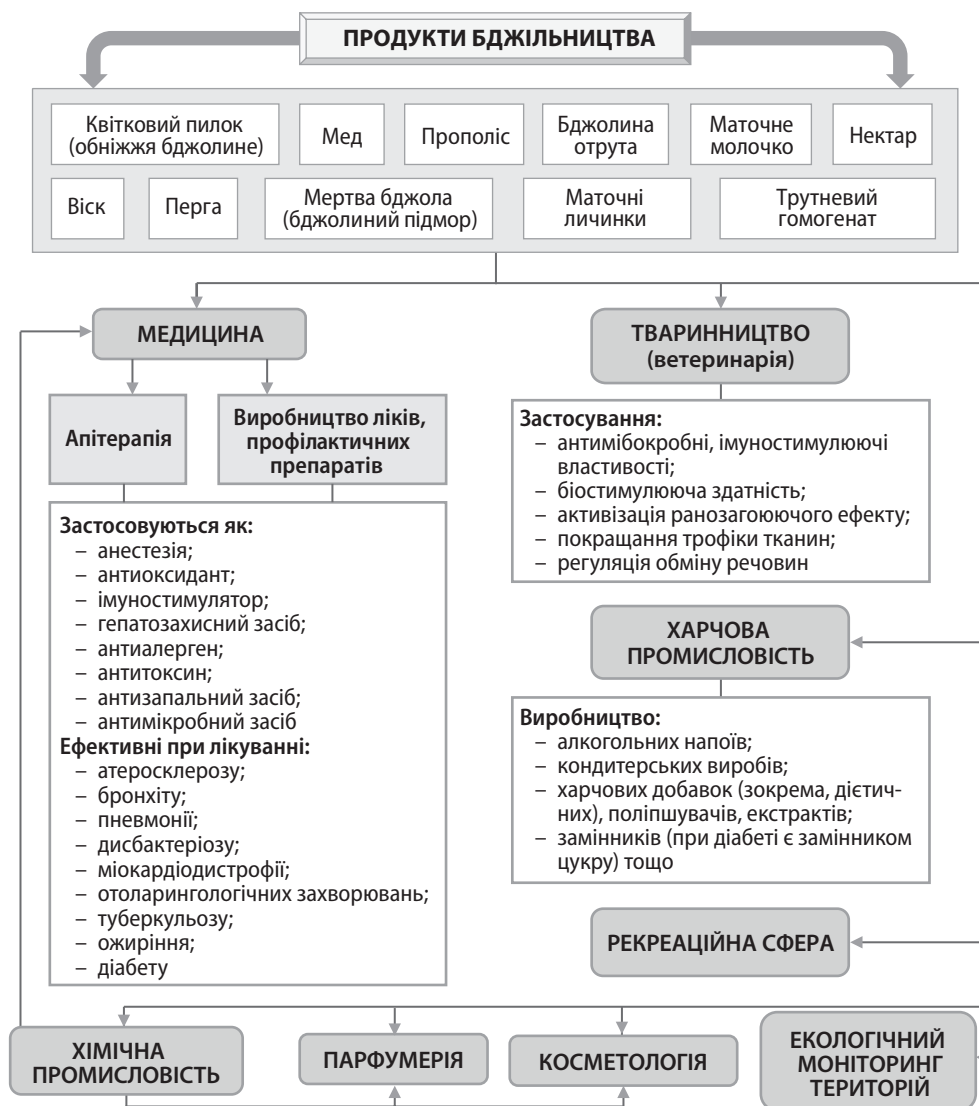 ПРОДУКТИ БДЖІЛЬНИЦТВА
Квітковий пилок
(обніжжя бджолине)
Мед
Прополіс
Бджолина
отрута
Маточне
молочко
Нектар
Віск
Перга
Мертва бджола
(бджолиний підмор)
Маточні
личинки
Трутневий
гомогенат
МЕДИЦИНА
Апітерапія
Виробництво ліків,
профілактичних
препаратів
Застосовуються як:
– анестезія;
– антиоксидант;
– імуностимулятор;
– гепатозахисний засіб;
– антиалерген;
– антитоксин;
– антизапальний засіб;
– антимікробний засіб
Ефективні при лікуванні:
– атеросклерозу;
– бронхіту;
– пневмонії;
– дисбактеріозу;
– міокардіодистрофії;
– отоларингологічних захворювань;
– туберкульозу;
– ожиріння;
– діабету
ТВАРИННИЦТВО
(ветеринарія)
Застосування:
– антимібокробні, імуностимулюючі
властивості;
– біостимулююча здатність;
– активізація ранозагоюючого ефекту;
– покращання трофіки тканин;
– регуляція обміну речовин
ХАРЧОВА
ПРОМИСЛОВІСТЬ
Виробництво:
– алкогольних напоїв;
– кондитерських виробів;
– харчових добавок (зокрема, дієтич-
них), поліпшувачів, екстрактів;
– замінників (при діабеті є замінником
цукру) тощо
РЕКРЕАЦІЙНА СФЕРА
ХІМІЧНА
ПРОМИСЛОВІСТЬ
ПАРФУМЕРІЯ
КОСМЕТОЛОГІЯ
ЕКОЛОГІЧНИЙ
МОНІТОРИНГ
ТЕРИТОРІЙ